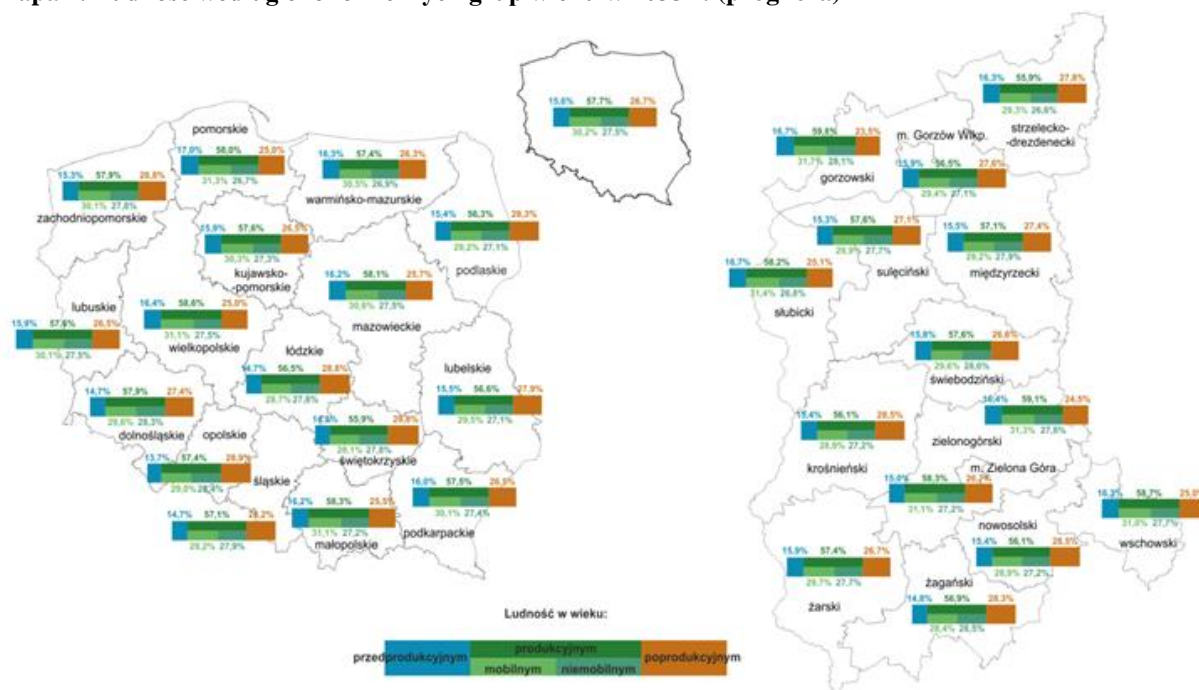 15,6% 57,7% 26,7%
30,2% 27,5%
pomorskie
17,0% 58,0% 25,0%
31,3% 26,7%
16,3% 57,4% 26,3%
30,5% 26,9%
warmińsko-mazurskie
15,3% 57,9%
30,1%
zachodniopomorskie
15,4% 56,3% 28,3%
29,2% 27,1%
podlaskie
15,9% 57,6% 26,5%
30,3% 27,3%
kujawsko-
-pomorskie
16,2% 58,1% 25,7%
27,5%
mazowieckie
lubuskie
15,9% 57,6% 26,5%
30,1% 27,5%
16,4% 58,6% 25,0%
31,1% 27,5%
wielkopolskie
łódzkie
14,7% 56,5% 28,8%
28,7% 27,8%
lubelskie
15,5% 56,6% 27,9%
29,5% 27,1%
14,7% 57,9% 27,4%
29,6% 28,3%
dolnośląskie
opolskie
55,9%
28,1% 27,8%
świętokrzyskie
13,7% 57,4% 28,9%
29,0% 28,4%
śląskie
16,0% 57,5% 26,5%
30,1% 27,4%
podkarpackie
14,7% 57,1% 28,2%
29,2% 27,9%
16,2% 58,3% 25,5%
31,1% 27,2%
małopolskie
16,3% 55,9% 27,8%
29,3% 26,6%
strzelecko-
-drezdenecki
16,7% 59,8% 23,5%
31,7% 28,1%
gorzowski
m. Gorzów Wlkp.
15,9% 56,5% 27,6%
29,4% 27,1%
15,3% 57,6% 27,1%
29,9% 27,7%
sulęciński
15,5% 57,1% 27,4%
29,2% 27,9%
międzyrzecki
16,7% 58,2% 25,1%
31,4% 26,8%
słubicki
15,8% 57,6% 26,6%
29,6% 28,0%
świebodziński
16,4% 59,1% 24,5%
31,3% 27,8%
zielonogórski
15,4% 56,1% 28,5%
28,9% 27,2%
krośnieński
m. Zielona Góra
58,3%
31,1% 27,2%
nowosolski
15,4% 56,1% 28,5%
28,9% 27,2%
16,3% 58,7% 25,0%
31,0% 27,7%
wschowski
15,9% 57,4% 26,7%
29,7% 27,7%
żarski
żagański
14,8% 56,9% 28,3%
28,4% 28,5%
Ludność w wieku:
przedprodukcyjnym produkcyjnym poprodukcyjnym
mobilnym niemobilnym